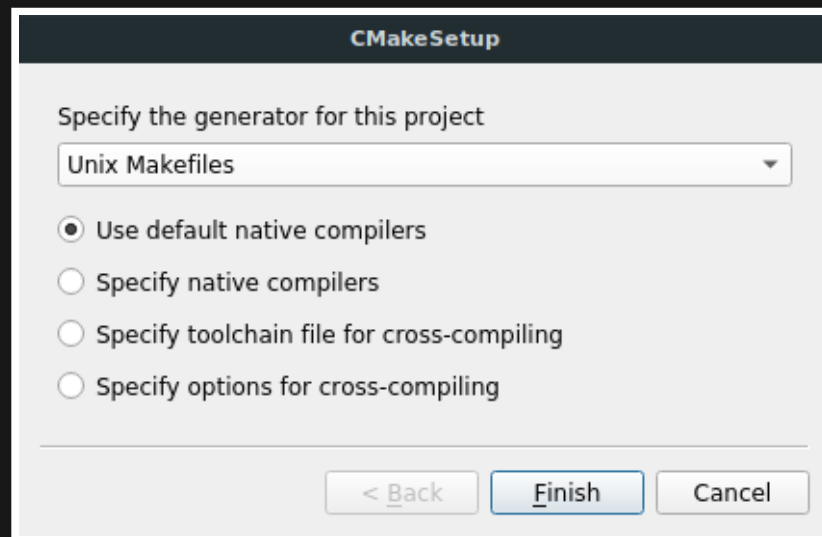 CMakeSetup
Specify the generator for this project
Unix Makefiles
Use default native compilers
Specify native compilers
Specify toolchain file for cross-compiling
Specify options for cross-compiling
< Back Finish Cancel